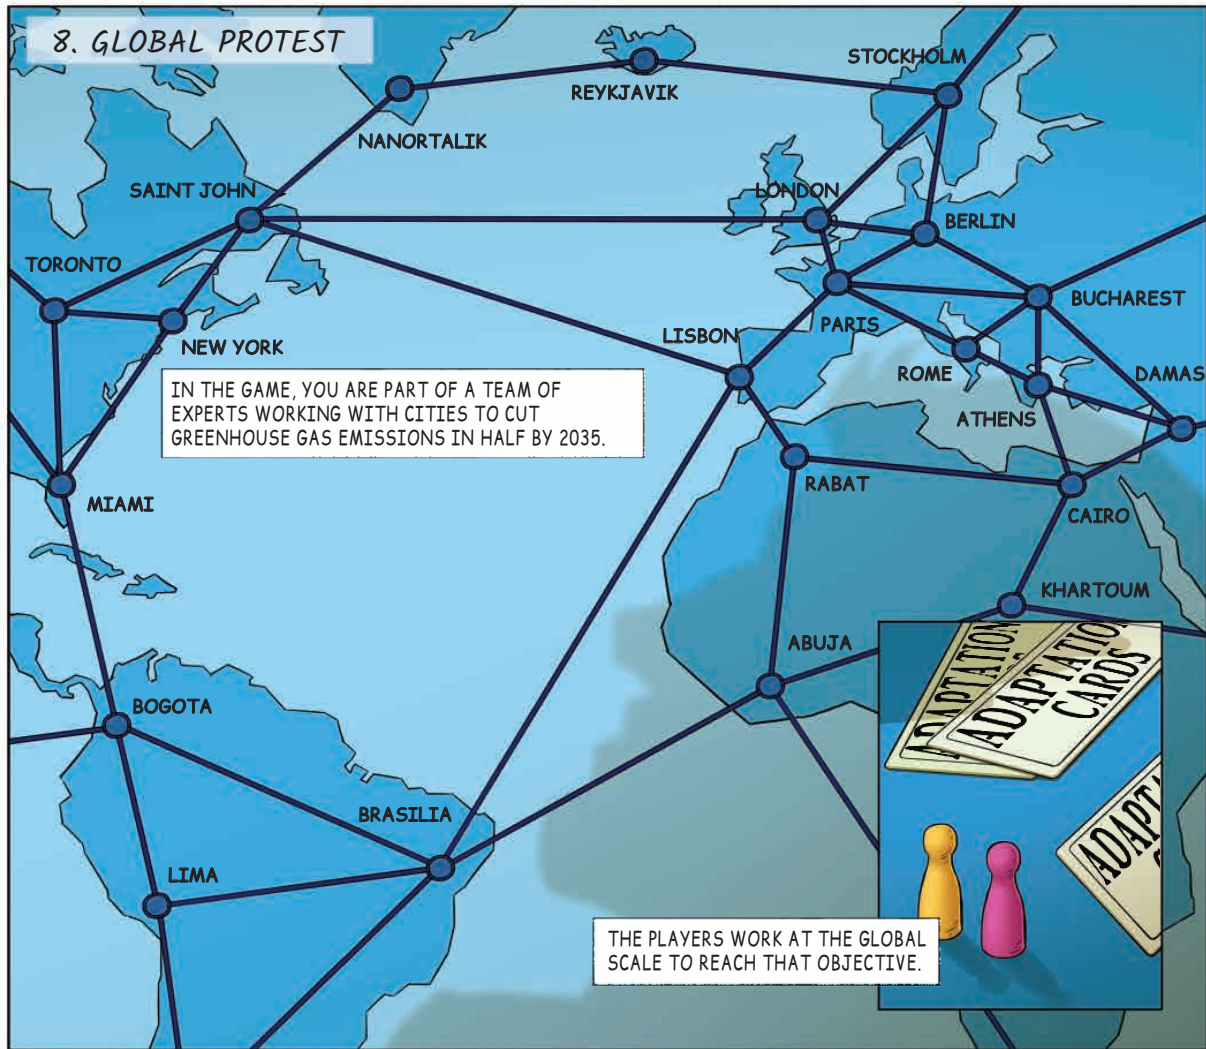 8. GLOBAL PROTEST
STOCKHOLM
REYKJAVIK
NANORTALIK
SAINT JOHN
LONDON
BERLIN
TORONTO
BUCHAREST
PARIS
LISBON
NEW YORK
ROME
DAMAS
ATHENS
IN THE GAME, YOU ARE PART OF A TEAM OF
EXPERTS WORKING WITH CITIES TO CUT
GREENHOUSE GAS EMISSIONS IN HALF BY 2035.
RABAT
MIAMI
CAIRO
KHARTOUM
ABUJA
ADAPTATION
ADAPTATION
CARDS
BOGOTA
BRASILIA
ADAPTA
LIMA
THE PLAYERS WORK AT THE GLOBAL
SCALE TO REACH THAT OBJECTIVE.